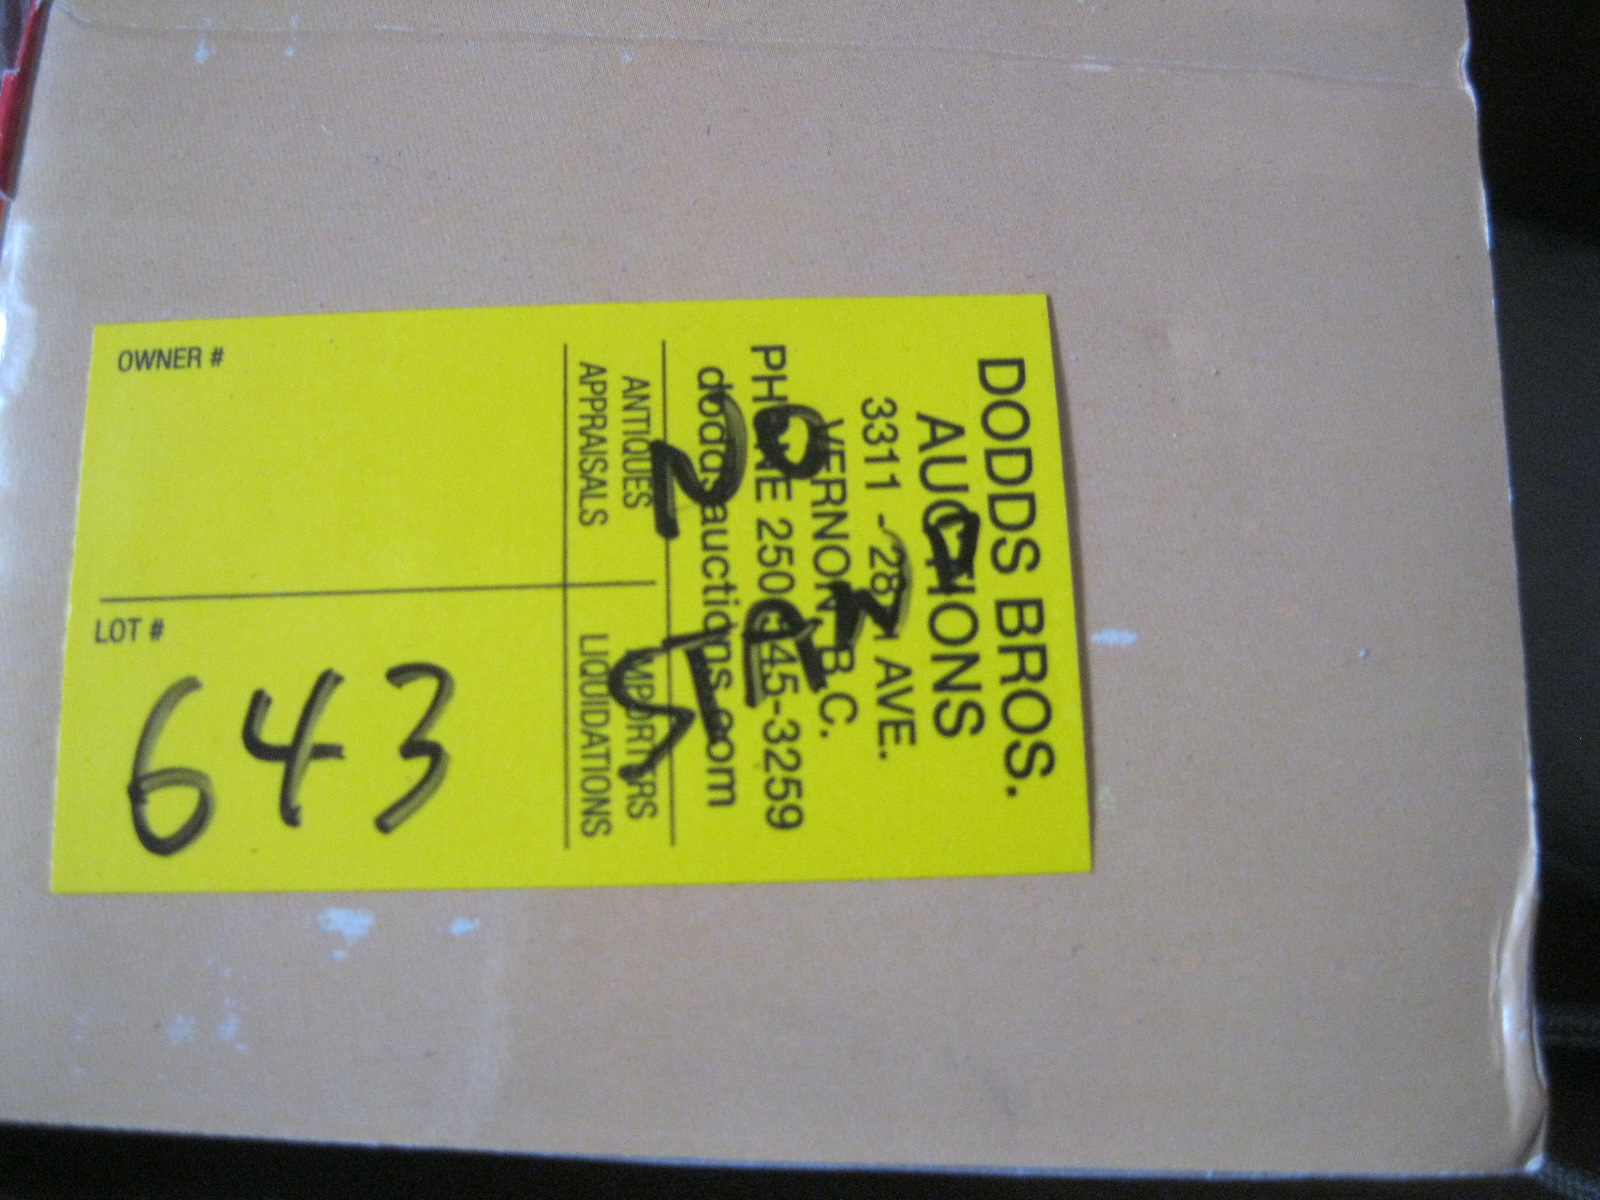 DODDS BROS.
AUCTIONS
3311 - 28 AVE.
VERNON B.C.
PHONE 250 545-3259
doddsauctions.com
ANTIQUES IMPORTERS
APPRAISALS LIQUIDATIONS
OWNER #
LOT #
643